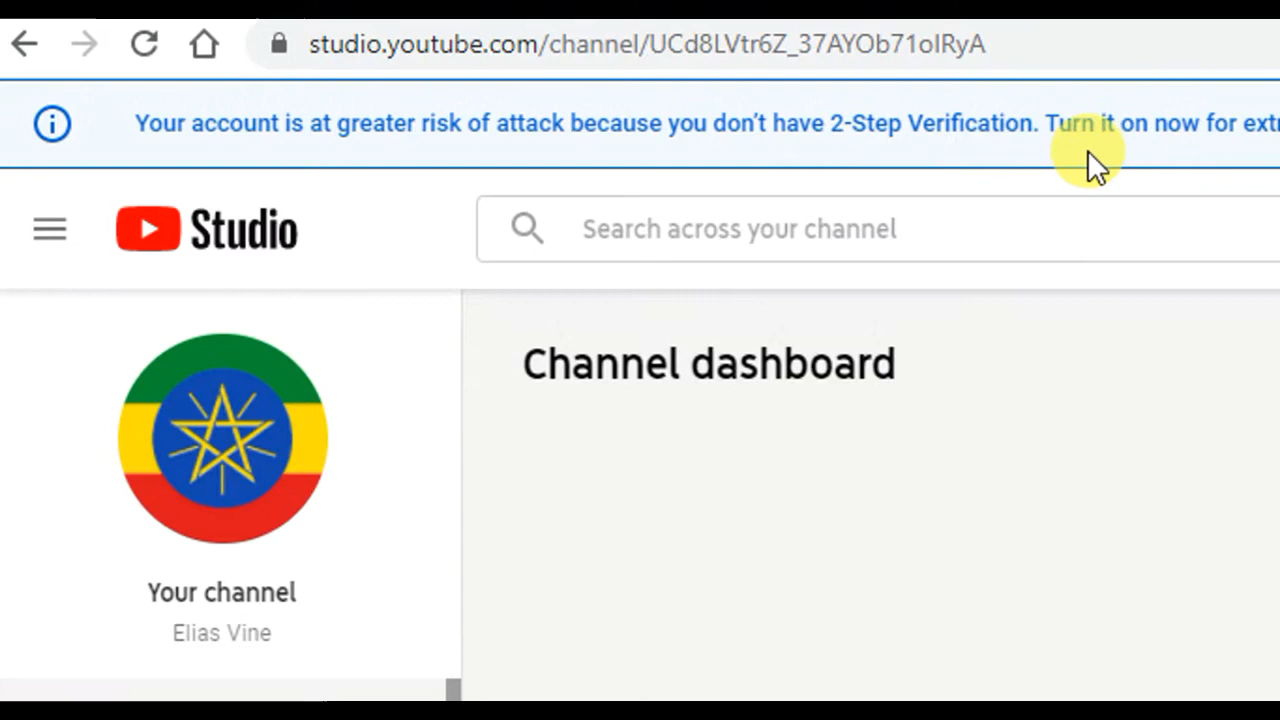 studio.youtube.com/channel/UCd8LVtr6Z_37AYOb71oIRyA
Your account is at greater risk of attack because you don't have 2-Step Verification. Turn it on now for
Studio
Search across your channel
Channel dashboard
Your channel
Elias Vine